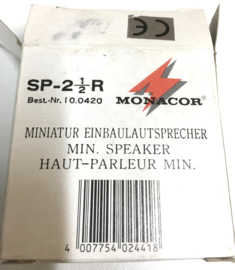 CE
SP-2½R
Best.-Nr. 10.0420
MONACOR®
MINIATUR EINBAULAUTSPRECHER
MIN. SPEAKER
HAUT-PARLEUR MIN.
4 007754 024418